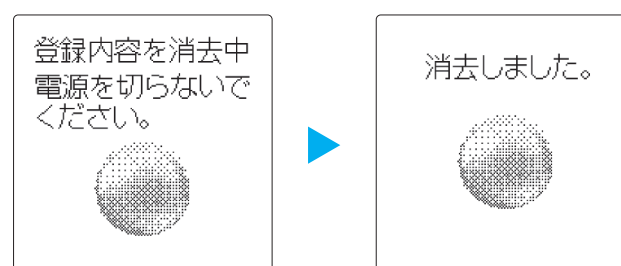 登録内容を消去中
電源を切らないで
ください。
消去しました。